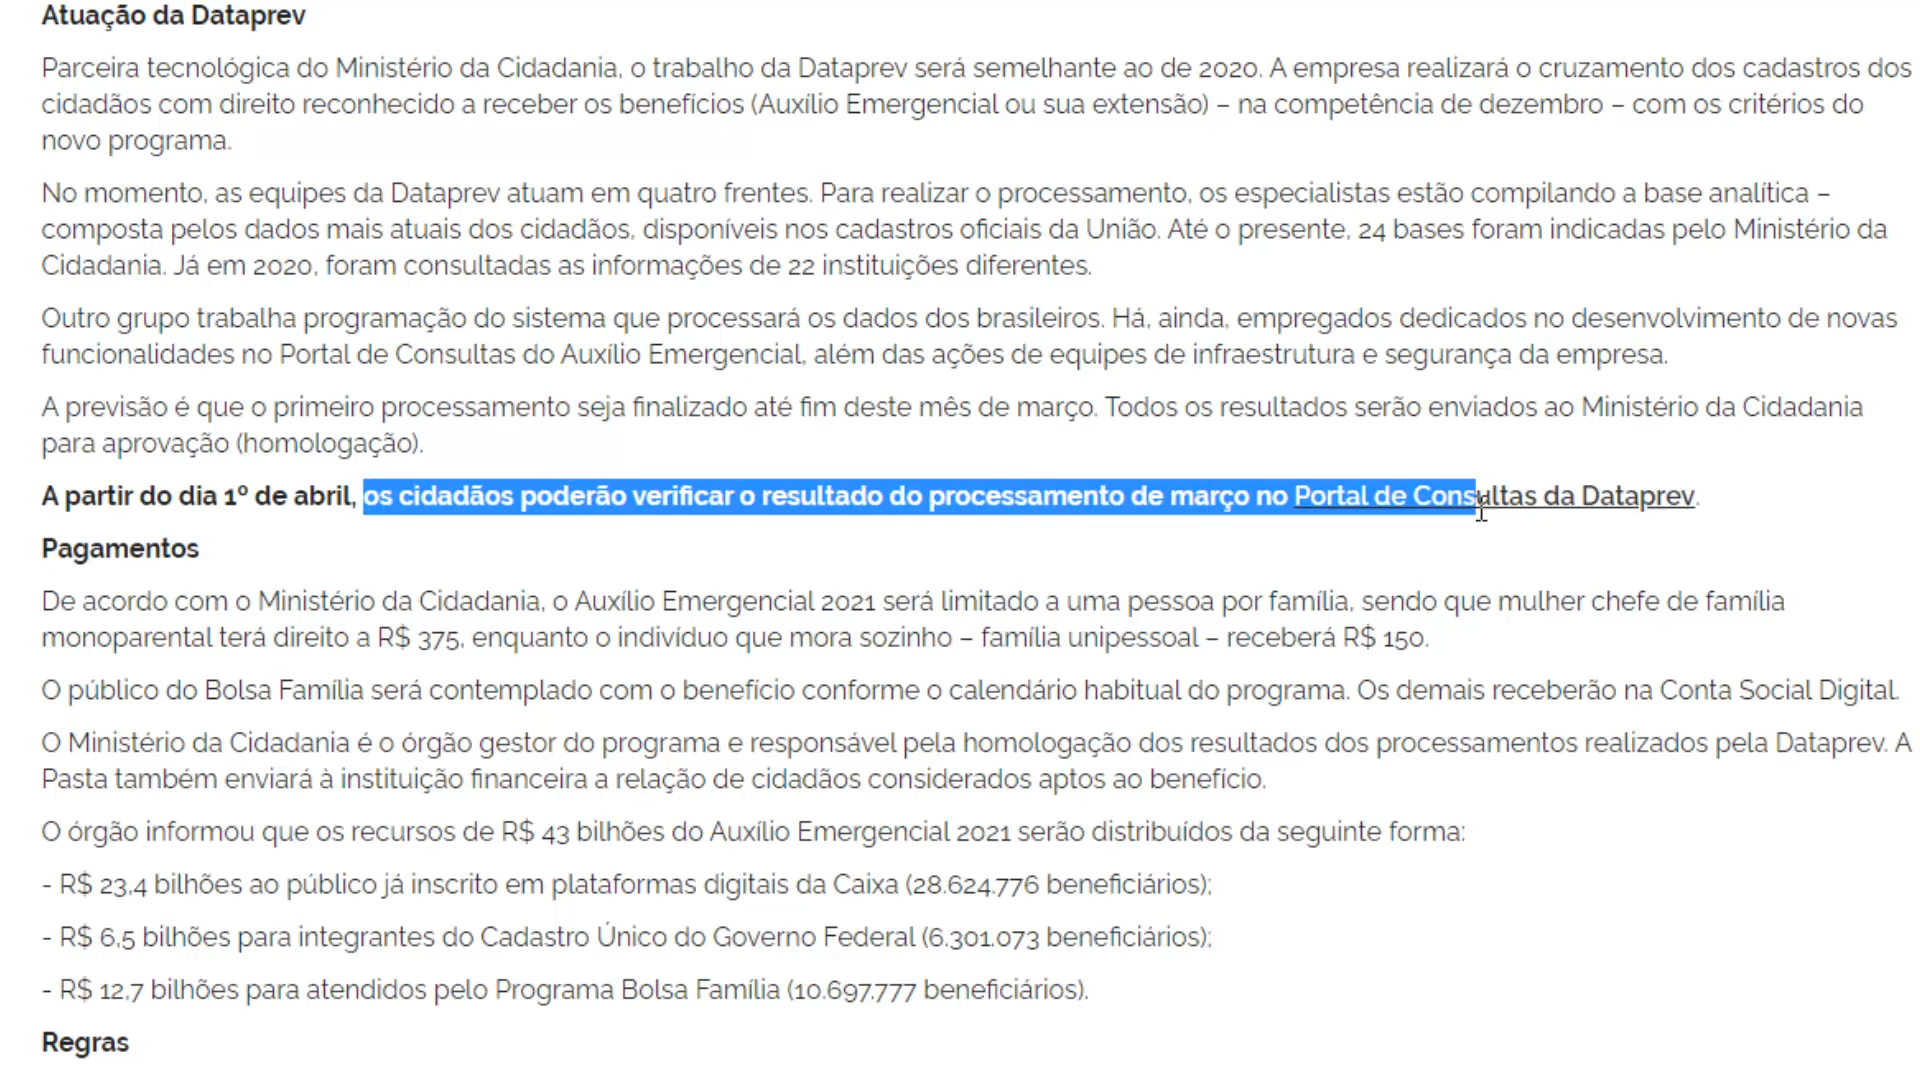 Atuação da Dataprev
Parceira tecnológica do Ministério da Cidadania, o trabalho da Dataprev será semelhante ao de 2020. A empresa realizará o cruzamento dos cadastros dos
cidadãos com direito reconhecido a receber os benefícios (Auxílio Emergencial ou sua extensão) – na competência de dezembro – com os critérios do
novo programa.
No momento, as equipes da Dataprev atuam em quatro frentes. Para realizar o processamento, os especialistas estão compilando a base analítica –
composta pelos dados mais atuais dos cidadãos, disponíveis nos cadastros oficiais da União. Até o presente, 24 bases foram indicadas pelo Ministério da
Cidadania. Já em 2020, foram consultadas as informações de 22 instituições diferentes.
Outro grupo trabalha programação do sistema que processará os dados dos brasileiros. Há, ainda, empregados dedicados no desenvolvimento de novas
funcionalidades no Portal de Consultas do Auxílio Emergencial, além das ações de equipes de infraestrutura e segurança da empresa.
A previsão é que o primeiro processamento seja finalizado até fim deste mês de março. Todos os resultados serão enviados ao Ministério da Cidadania
para aprovação (homologação).
A partir do dia 1º de abril, os cidadãos poderão verificar o resultado do processamento de março no Portal de Consultas da Dataprev.
Pagamentos
De acordo com o Ministério da Cidadania, o Auxílio Emergencial 2021 será limitado a uma pessoa por família, sendo que mulher chefe de família
monoparental terá direito a R$ 375, enquanto o indivíduo que mora sozinho – família unipessoal – receberá R$ 150.
O público do Bolsa Família será contemplado com o benefício conforme o calendário habitual do programa. Os demais receberão na Conta Social Digital.
O Ministério da Cidadania é o órgão gestor do programa e responsável pela homologação dos resultados dos processamentos realizados pela Dataprev. A
Pasta também enviará à instituição financeira a relação de cidadãos considerados aptos ao benefício.
O órgão informou que os recursos de R$ 43 bilhões do Auxílio Emergencial 2021 serão distribuídos da seguinte forma:
- R$ 23,4 bilhões ao público já inscrito em plataformas digitais da Caixa (28.624.776 beneficiários);
- R$ 6,5 bilhões para integrantes do Cadastro Único do Governo Federal (6.301.073 beneficiários);
- R$ 12,7 bilhões para atendidos pelo Programa Bolsa Família (10.697.777 beneficiários).
Regras